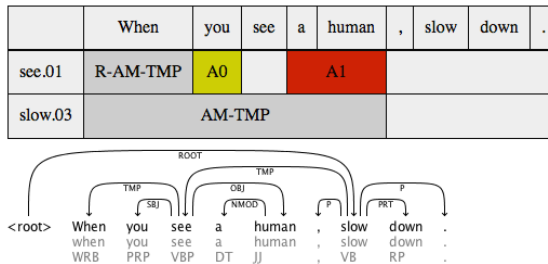 When you see a human , slow down .
see.01 R-AM-TMP A0 A1
slow.03 AM-TMP
ROOT
TMP
TMP OBJ P
SBJ NMOD P PRT
<root> When you see a human , slow down .
when you see a human , slow down .
WRB PRP VBP DT JJ , VB RP .